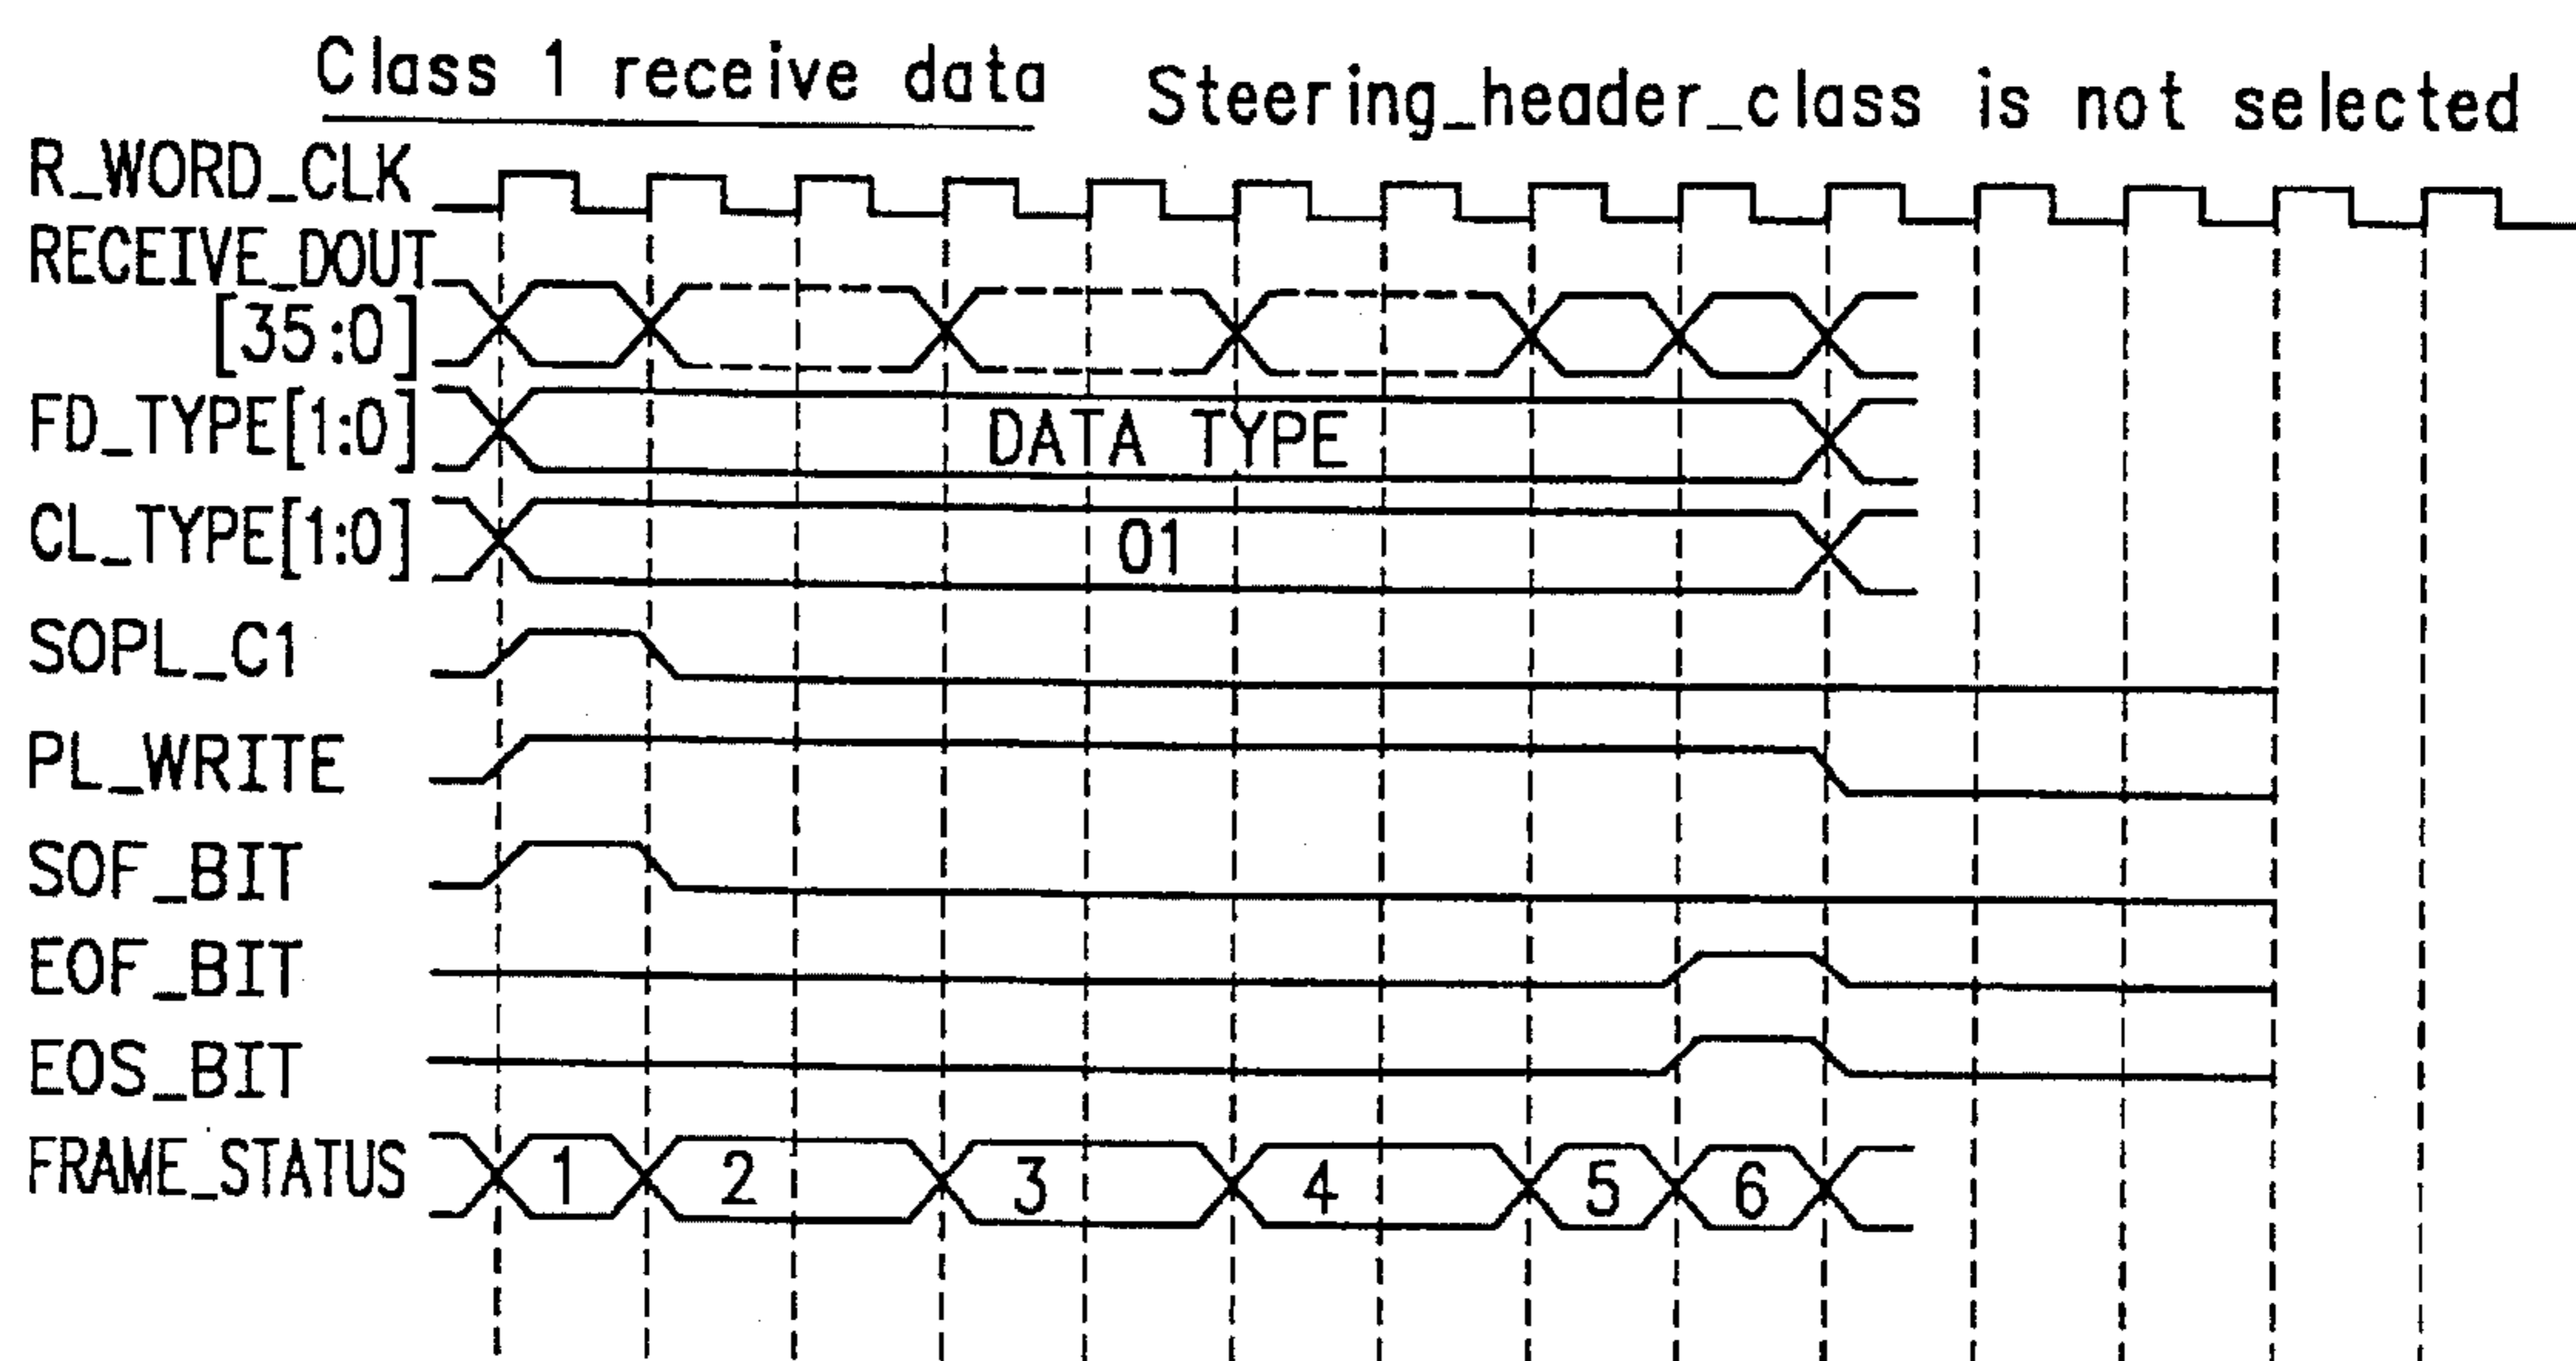 Class 1 receive data Steering_header_class is not selected
R_WORD_CLK
RECEIVE_DOUT
[35:0]
FD_TYPE[1:0] DATA TYPE
CL_TYPE[1:0] 01
SOPL_C1
PL_WRITE
SOF_BIT
EOF_BIT
EOS_BIT
FRAME_STATUS 1 2 3 4 5 6